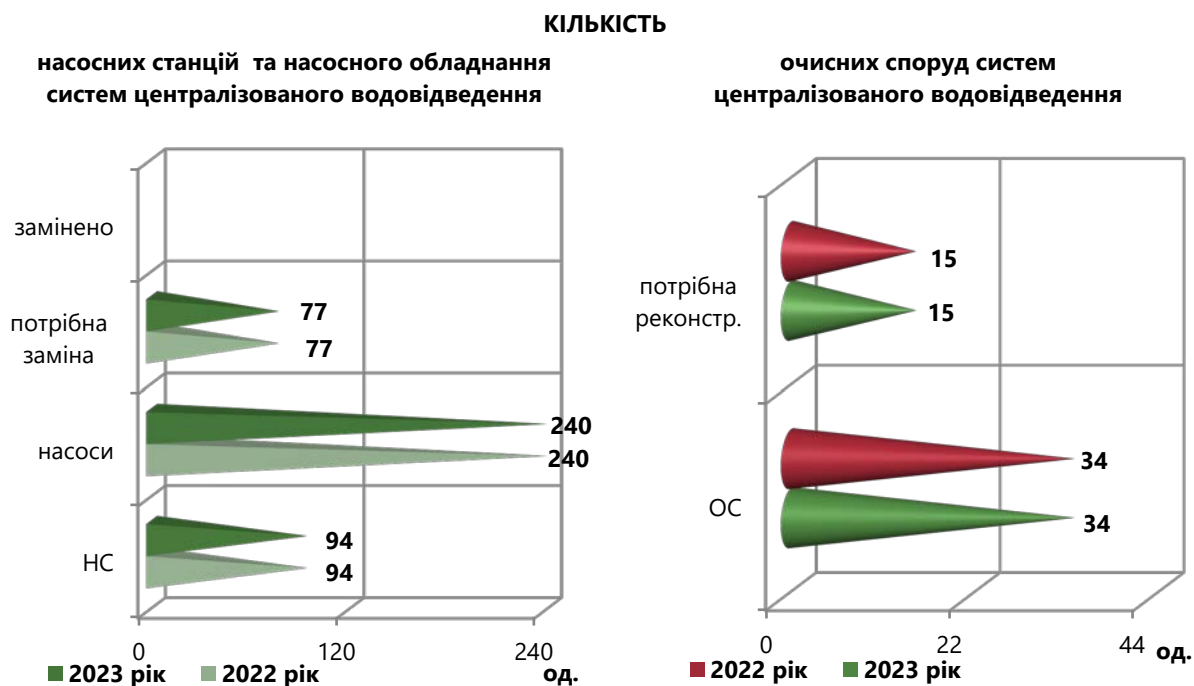 КІЛЬКІСТЬ
насосних станцій та насосного обладнання
систем централізованого водовідведення
замінено
потрібна
заміна
77
77
насоси
240
240
НС
94
94
0
120
240
од.
2023 рік
2022 рік
очисних споруд систем
централізованого водовідведення
потрібна
реконстр.
15
15
ОС
34
34
0
22
44
од.
2022 рік
2023 рік